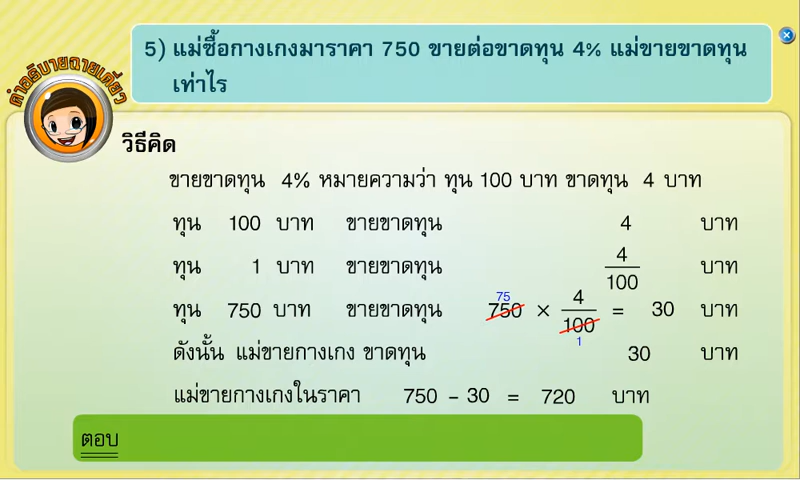 5) แม่ซื้อกางเกงมาราคา 750 ขายต่อขาดทุน 4% แม่ขายขาดทุน
เท่าไร
คำอธิบายฉายเดี่ยว
วิธีคิด
ขายขาดทุน 4% หมายความว่า ทุน 100 บาท ขาดทุน 4 บาท
ทุน 100 บาท ขายขาดทุน 4 บาท
ทุน 1 บาท ขายขาดทุน 4/100 บาท
75
ทุน 750 บาท ขายขาดทุน 750 × 4/100 = 30 บาท
1
ดังนั้น แม่ขายกางเกง ขาดทุน 30 บาท
แม่ขายกางเกงในราคา 750 - 30 = 720 บาท
ตอบ